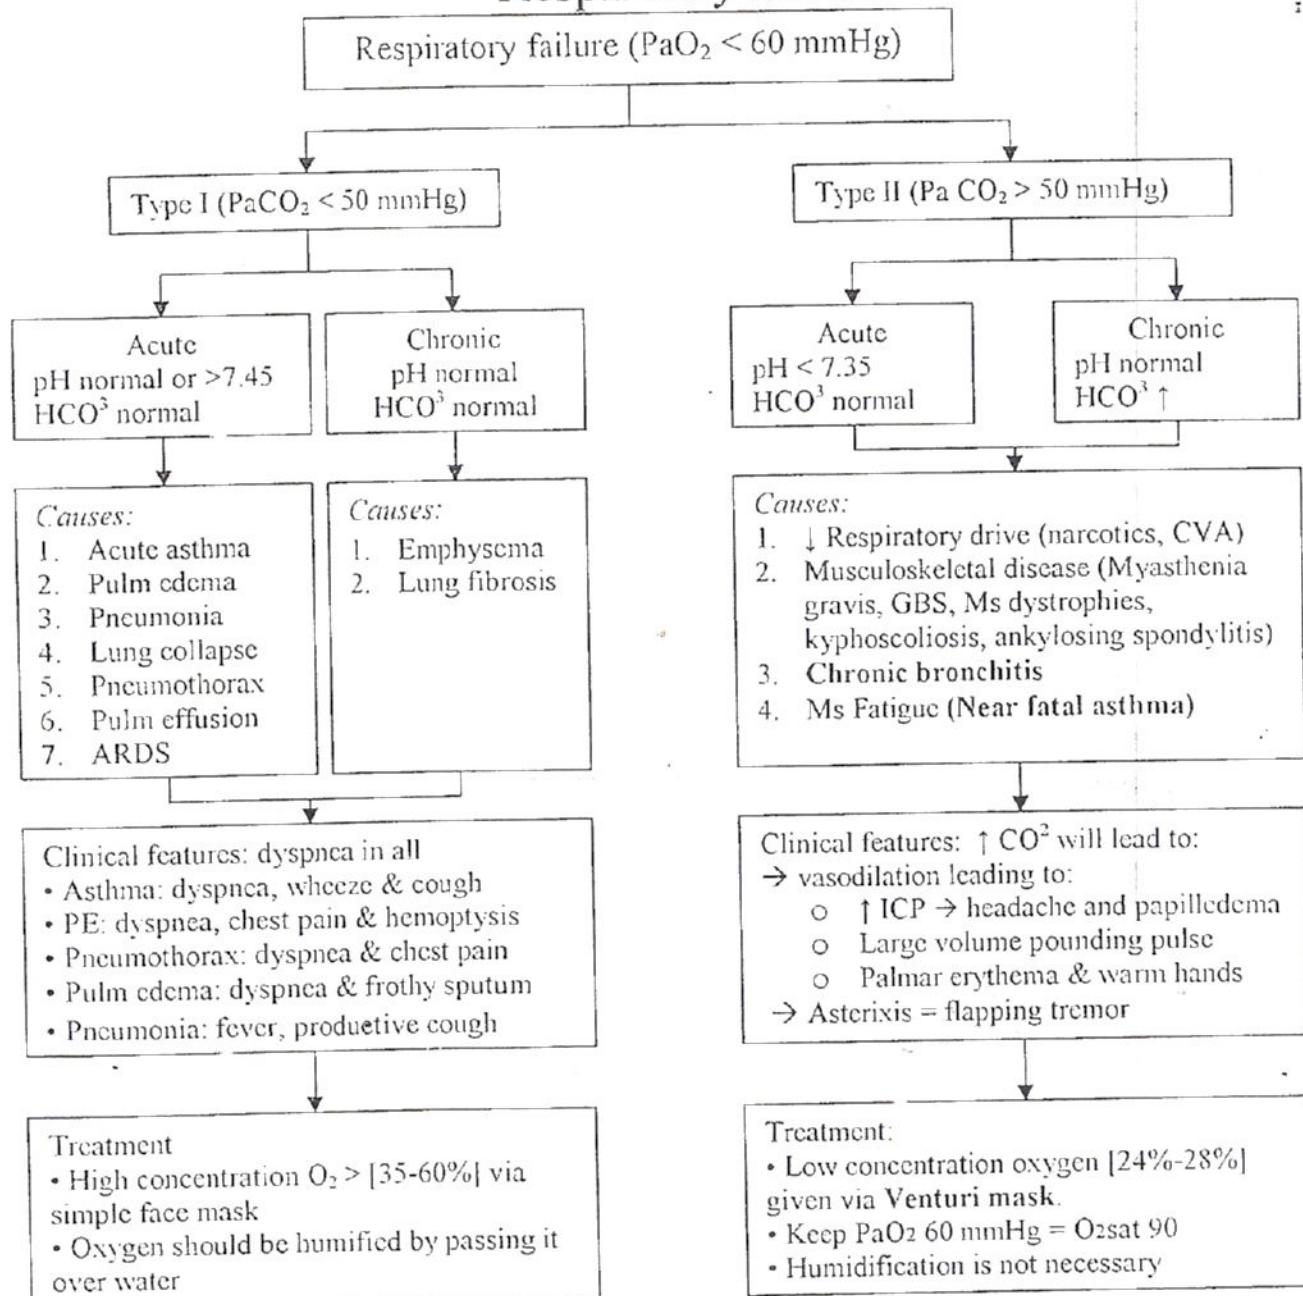 Respiratory failure (PaO₂ < 60 mmHg)
Type I (PaCO₂ < 50 mmHg)
Type II (Pa CO₂ > 50 mmHg)
Acute
pH normal or >7.45
HCO³ normal
Chronic
pH normal
HCO³ normal
Acute
pH < 7.35
HCO³ normal
Chronic
pH normal
HCO³ ↑
Causes:
1. Acute asthma
2. Pulm edema
3. Pneumonia
4. Lung collapse
5. Pneumothorax
6. Pulm effusion
7. ARDS
Causes:
1. Emphysema
2. Lung fibrosis
Causes:
1. ↓ Respiratory drive (narcotics, CVA)
2. Musculoskeletal disease (Myasthenia
gravis, GBS, Ms dystrophies,
kyphoscoliosis, ankylosing spondylitis)
3. Chronic bronchitis
4. Ms Fatigue (Near fatal asthma)
Clinical features: dyspnea in all
• Asthma: dyspnea, wheeze & cough
• PE: dyspnea, chest pain & hemoptysis
• Pneumothorax: dyspnea & chest pain
• Pulm edema: dyspnea & frothy sputum
• Pneumonia: fever, productive cough
Clinical features: ↑ CO² will lead to:
→ vasodilation leading to:
○ ↑ ICP → headache and papilledema
○ Large volume pounding pulse
○ Palmar erythema & warm hands
→ Asterixis = flapping tremor
Treatment
• High concentration O₂ > [35-60%] via
simple face mask
• Oxygen should be humified by passing it
over water
Treatment:
• Low concentration oxygen [24%-28%]
given via Venturi mask.
• Keep PaO₂ 60 mmHg = O₂sat 90
• Humidification is not necessary